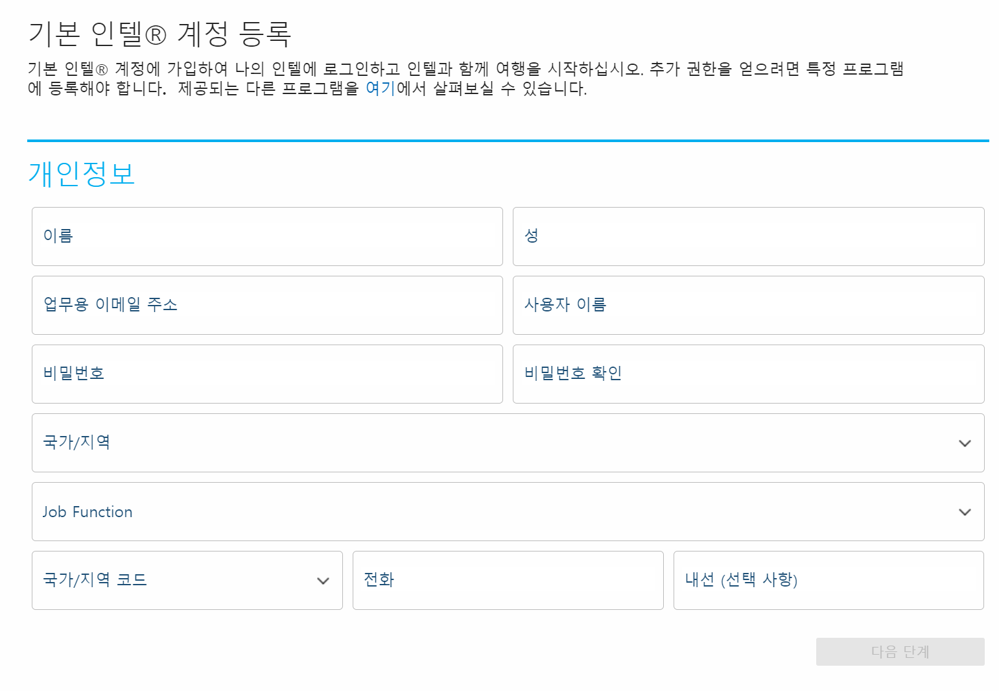 기본 인텔® 계정 등록
기본 인텔® 계정에 가입하여 나의 인텔에 로그인하고 인텔과 함께 여행을 시작하십시오. 추가 권한을 얻으려면 특정 프로그램
에 등록해야 합니다. 제공되는 다른 프로그램을 여기에서 살펴보실 수 있습니다.
개인정보
이름
성
업무용 이메일 주소
사용자 이름
비밀번호
비밀번호 확인
국가/지역
Job Function
국가/지역 코드
전화
내선 (선택 사항)
다음 단계